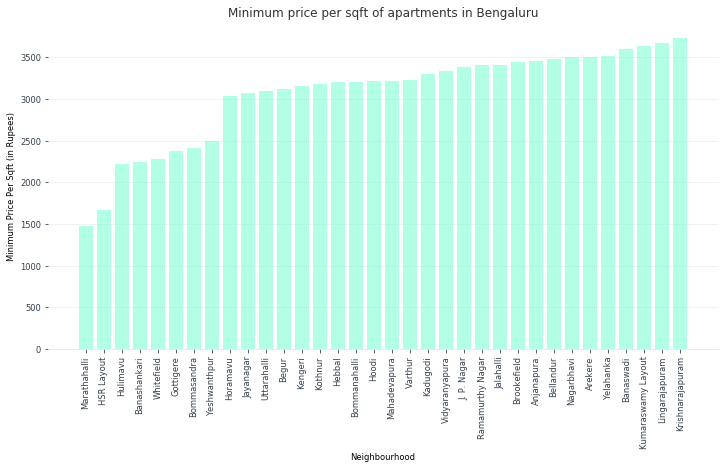 Minimum price per sqft of apartments in Bengaluru
Minimum Price Per Sqft (in Rupees)
3500
3000
2500
2000
1500
1000
500
0
Marathahalli
HSR Layout
Hulimavu
Banashankari
Whitefield
Gottigere
Bommasandra
Yeshwanthpur
Horamavu
Jayanagar
Uttarahalli
Begur
Kengeri
Kothnur
Hebbal
Bommanahalli
Hoodi
Mahadevapura
Varthur
Kadugodi
Vidyaranyapura
J. P. Nagar
Ramamurthy Nagar
Jalahalli
Brookefield
Anjanapura
Bellandur
Nagarbhavi
Arekere
Yelahanka
Banaswadi
Kumaraswamy Layout
Lingarajapuram
Krishnarajapuram
Neighbourhood